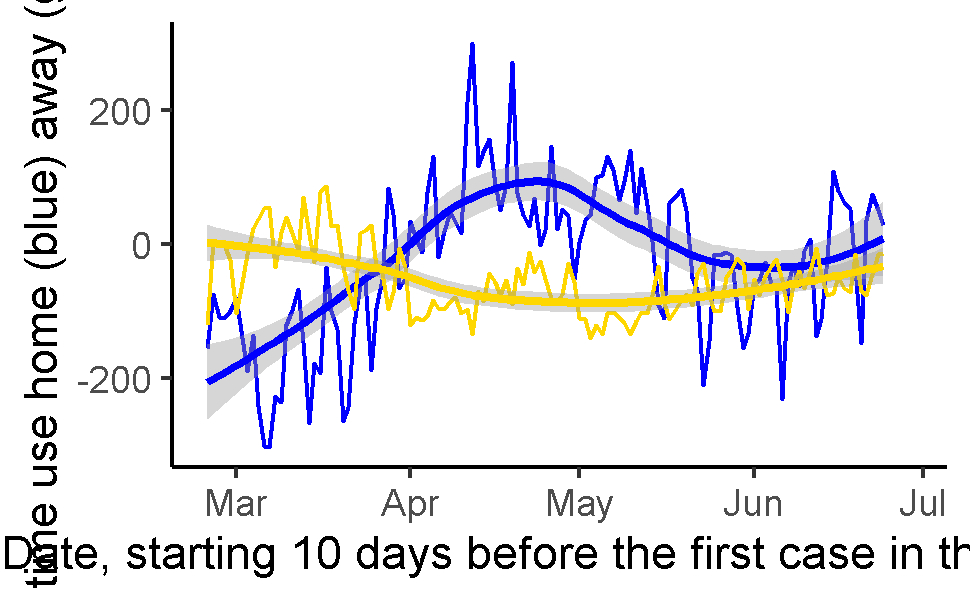 time use home (blue) away (
200
0
-200
Mar Apr May Jun Jul
Date, starting 10 days before the first case in th